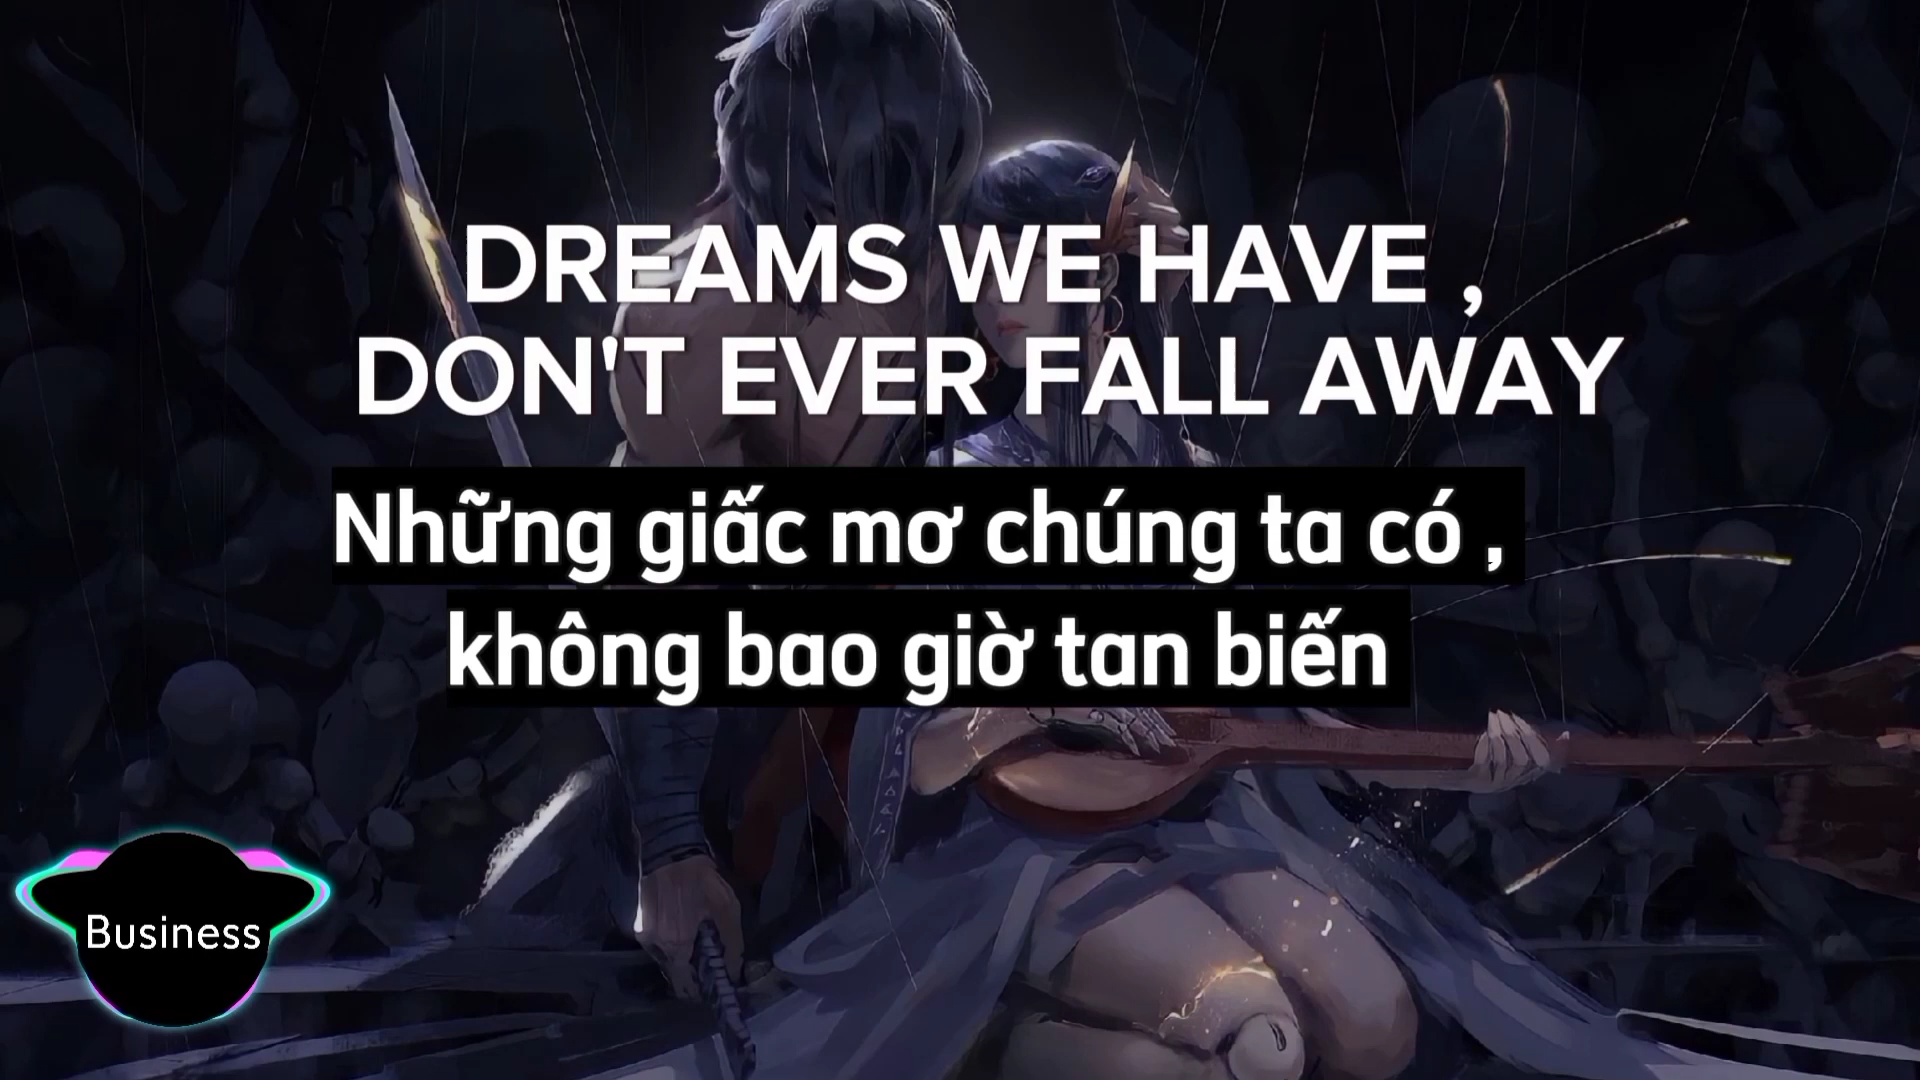 DREAMS WE HAVE ,
DON'T EVER FALL AWAY
Những giấc mơ chúng ta có ,
không bao giờ tan biến
Business